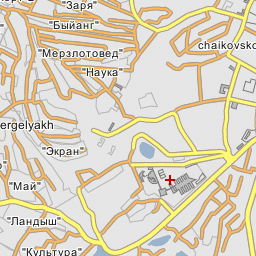 "Заря"
"Быйанг"
"Мерзлотовед"
chaikovsko
"Наука"
ergelyakh
"Экран"
"Май"
"Ландыш"
"Культура"